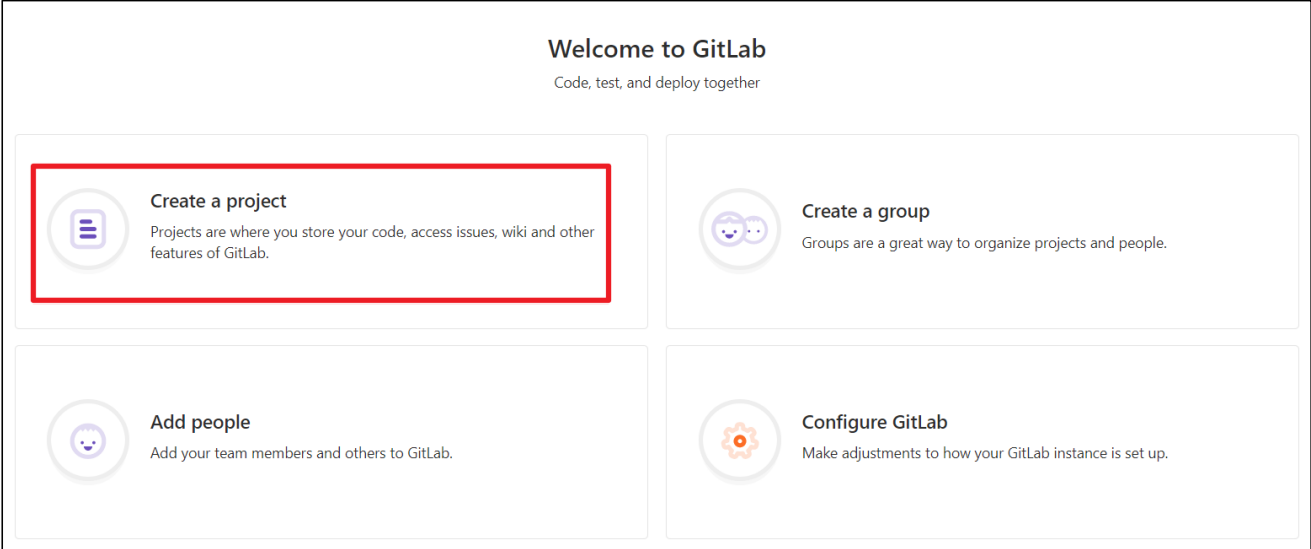 Welcome to GitLab
Code, test, and deploy together
Create a project
Projects are where you store your code, access issues, wiki and other
features of GitLab.
Create a group
Groups are a great way to organize projects and people.
Add people
Add your team members and others to GitLab.
Configure GitLab
Make adjustments to how your GitLab instance is set up.